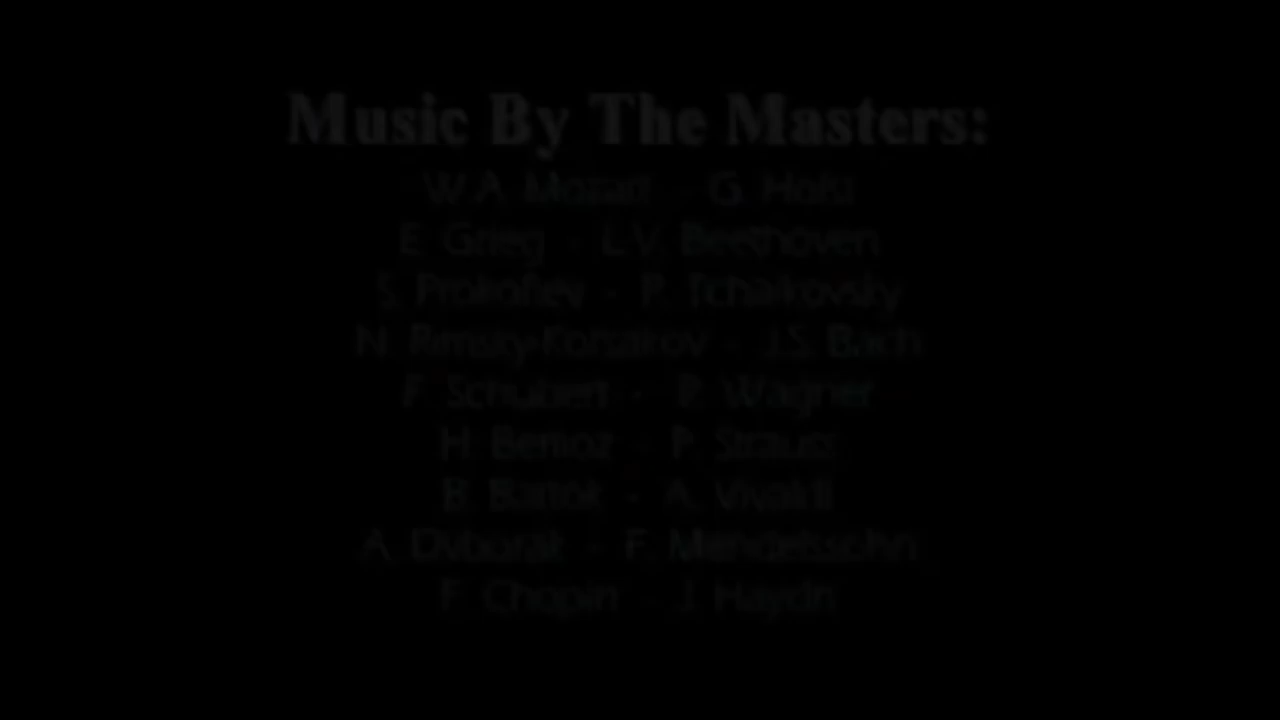 Music By The Masters:
W.A. Mozart - G. Holst
E. Grieg - L.V. Beethoven
S. Prokofiev - P. Tchaikovsky
N. Rimsky-Korsakov - J.S. Bach
F. Schubert - R. Wagner
H. Berlioz - Strauss
B. Bartok - A. Vivaldi
A. - F. Mendelssohn
F. Chopin - J. Haydn